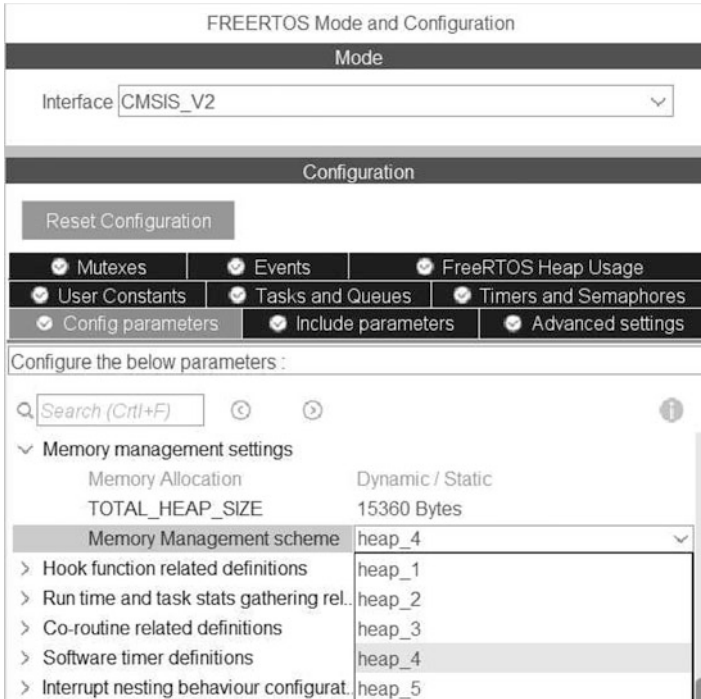 FREERTOS Mode and Configuration
Mode
Interface CMSIS_V2
Configuration
Reset Configuration
Mutexes Events FreeRTOS Heap Usage
User Constants Tasks and Queues Timers and Semaphores
Config parameters Include parameters Advanced settings
Configure the below parameters :
Search (Crtl+F)
Memory management settings
Memory Allocation Dynamic / Static
TOTAL_HEAP_SIZE 15360 Bytes
Memory Management scheme heap_4
Hook function related definitions heap_1
Run time and task stats gathering rel.. heap_2
Co-routine related definitions heap_3
Software timer definitions heap_4
Interrupt nesting behaviour configurat.. heap_5